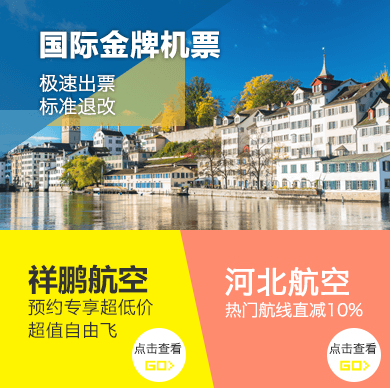 国际金牌机票
极速出票
标准退改
祥鹏航空
预约专享超低价
超值自由飞
点击查看
GO>
河北航空
热门航线直减10%
点击查看
GO>